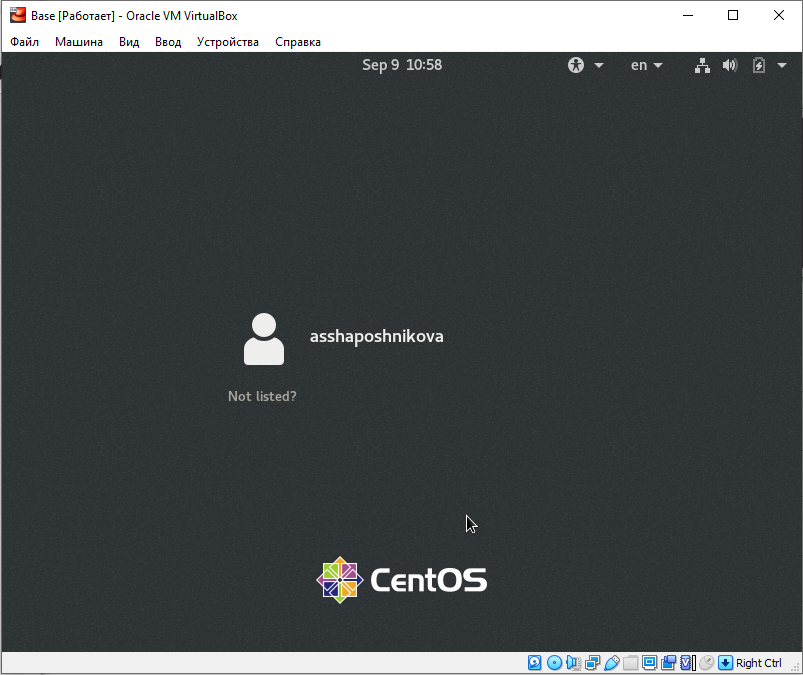 Base [Работает] - Oracle VM VirtualBox
Файл Машина Вид Ввод Устройства Справка
Sep 9 10:58 en
asshaposhnikova
Not listed?
CentOS
Right Ctrl